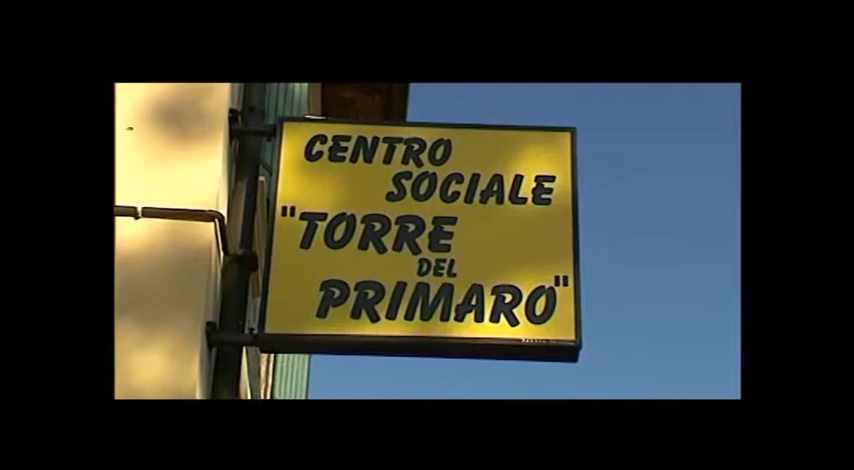 CENTRO
SOCIALE
"TORRE
DEL
PRIMARO"